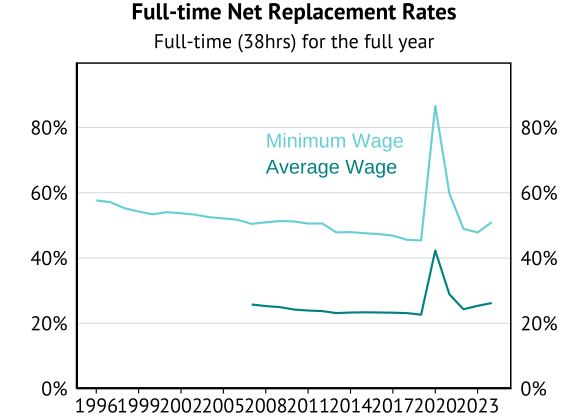 Full-time Net Replacement Rates
Full-time (38hrs) for the full year
80% 80%
Minimum Wage
Average Wage
60% 60%
40% 40%
20% 20%
0% 0%
1996199920022005200820112014201720202023